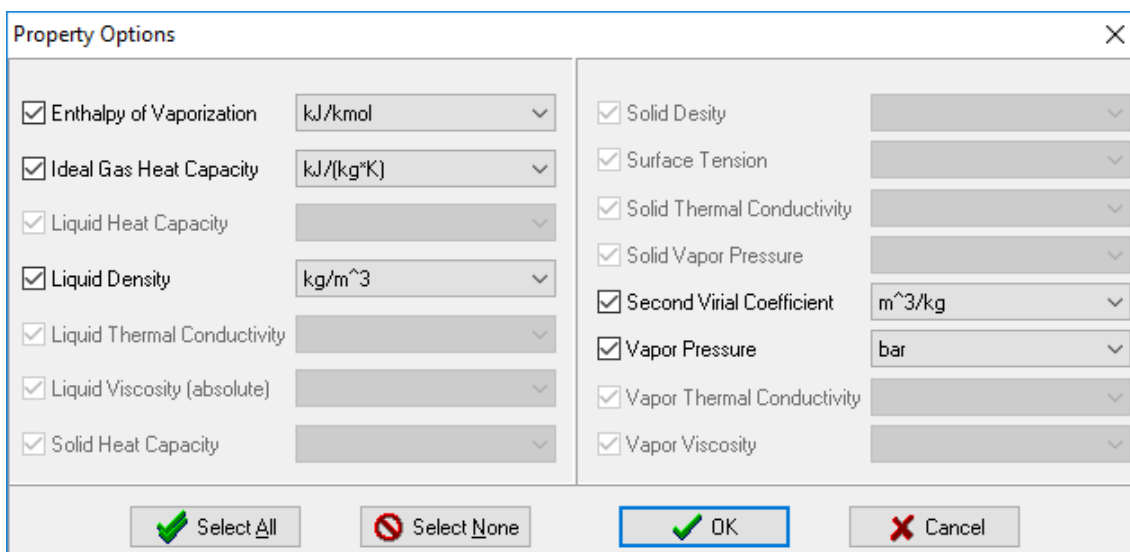 Property Options
Enthalpy of Vaporization kJ/kmol
Ideal Gas Heat Capacity kJ/(kg*K)
Liquid Heat Capacity
Liquid Density kg/m^3
Liquid Thermal Conductivity
Liquid Viscosity (absolute)
Solid Heat Capacity
Solid Desity
Surface Tension
Solid Thermal Conductivity
Solid Vapor Pressure
Second Virial Coefficient m^3/kg
Vapor Pressure bar
Vapor Thermal Conductivity
Vapor Viscosity
Select All Select None OK Cancel